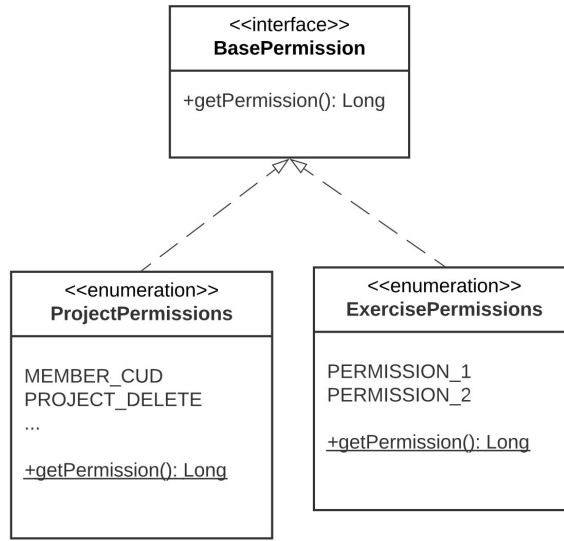 <<interface>>
BasePermission
+getPermission(): Long
<<enumeration>>
ProjectPermissions
MEMBER_CUD
PROJECT_DELETE
...
+getPermission(): Long
<<enumeration>>
ExercisePermissions
PERMISSION_1
PERMISSION_2
+getPermission(): Long